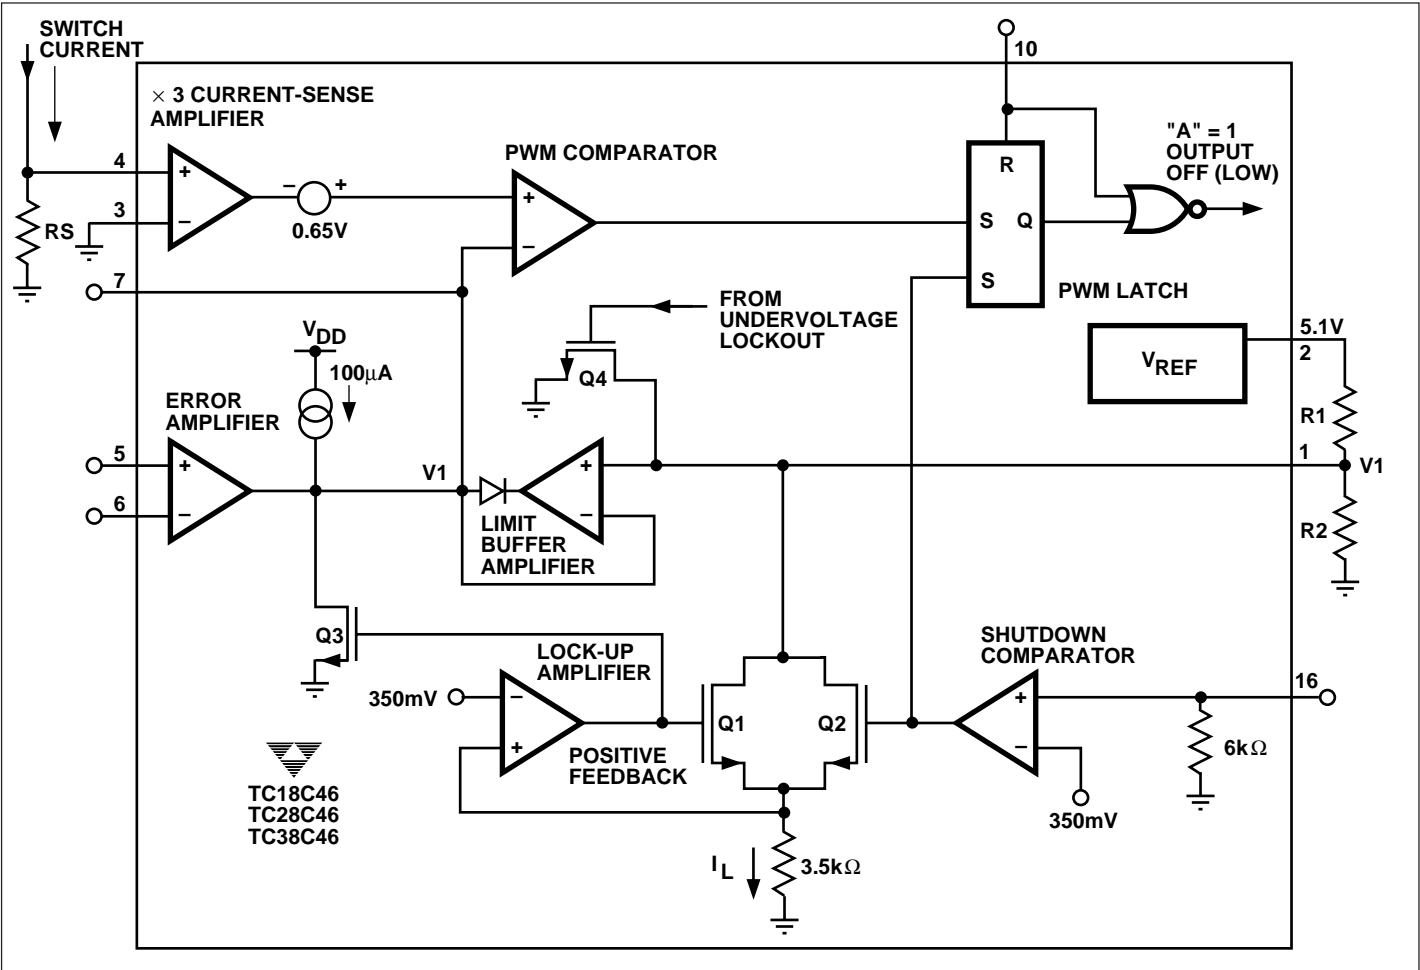 SWITCH
CURRENT
10
× 3 CURRENT-SENSE
AMPLIFIER
"A" = 1
OUTPUT
OFF (LOW)
PWM COMPARATOR
4
+
− +
+
R
3
−
RS
0.65V
−
S Q
7
S
PWM LATCH
FROM
UNDERVOLTAGE
LOCKOUT
VDD
5.1V
2
VREF
100µA
Q4
ERROR
AMPLIFIER
R1
5
+
V1
+
1
V1
6
−
−
LIMIT
BUFFER
AMPLIFIER
R2
Q3
LOCK-UP
AMPLIFIER
SHUTDOWN
COMPARATOR
350mV
−
+
16
Q1
Q2
+
POSITIVE
FEEDBACK
−
6kΩ
TC18C46
TC28C46
TC38C46
350mV
IL
3.5kΩ